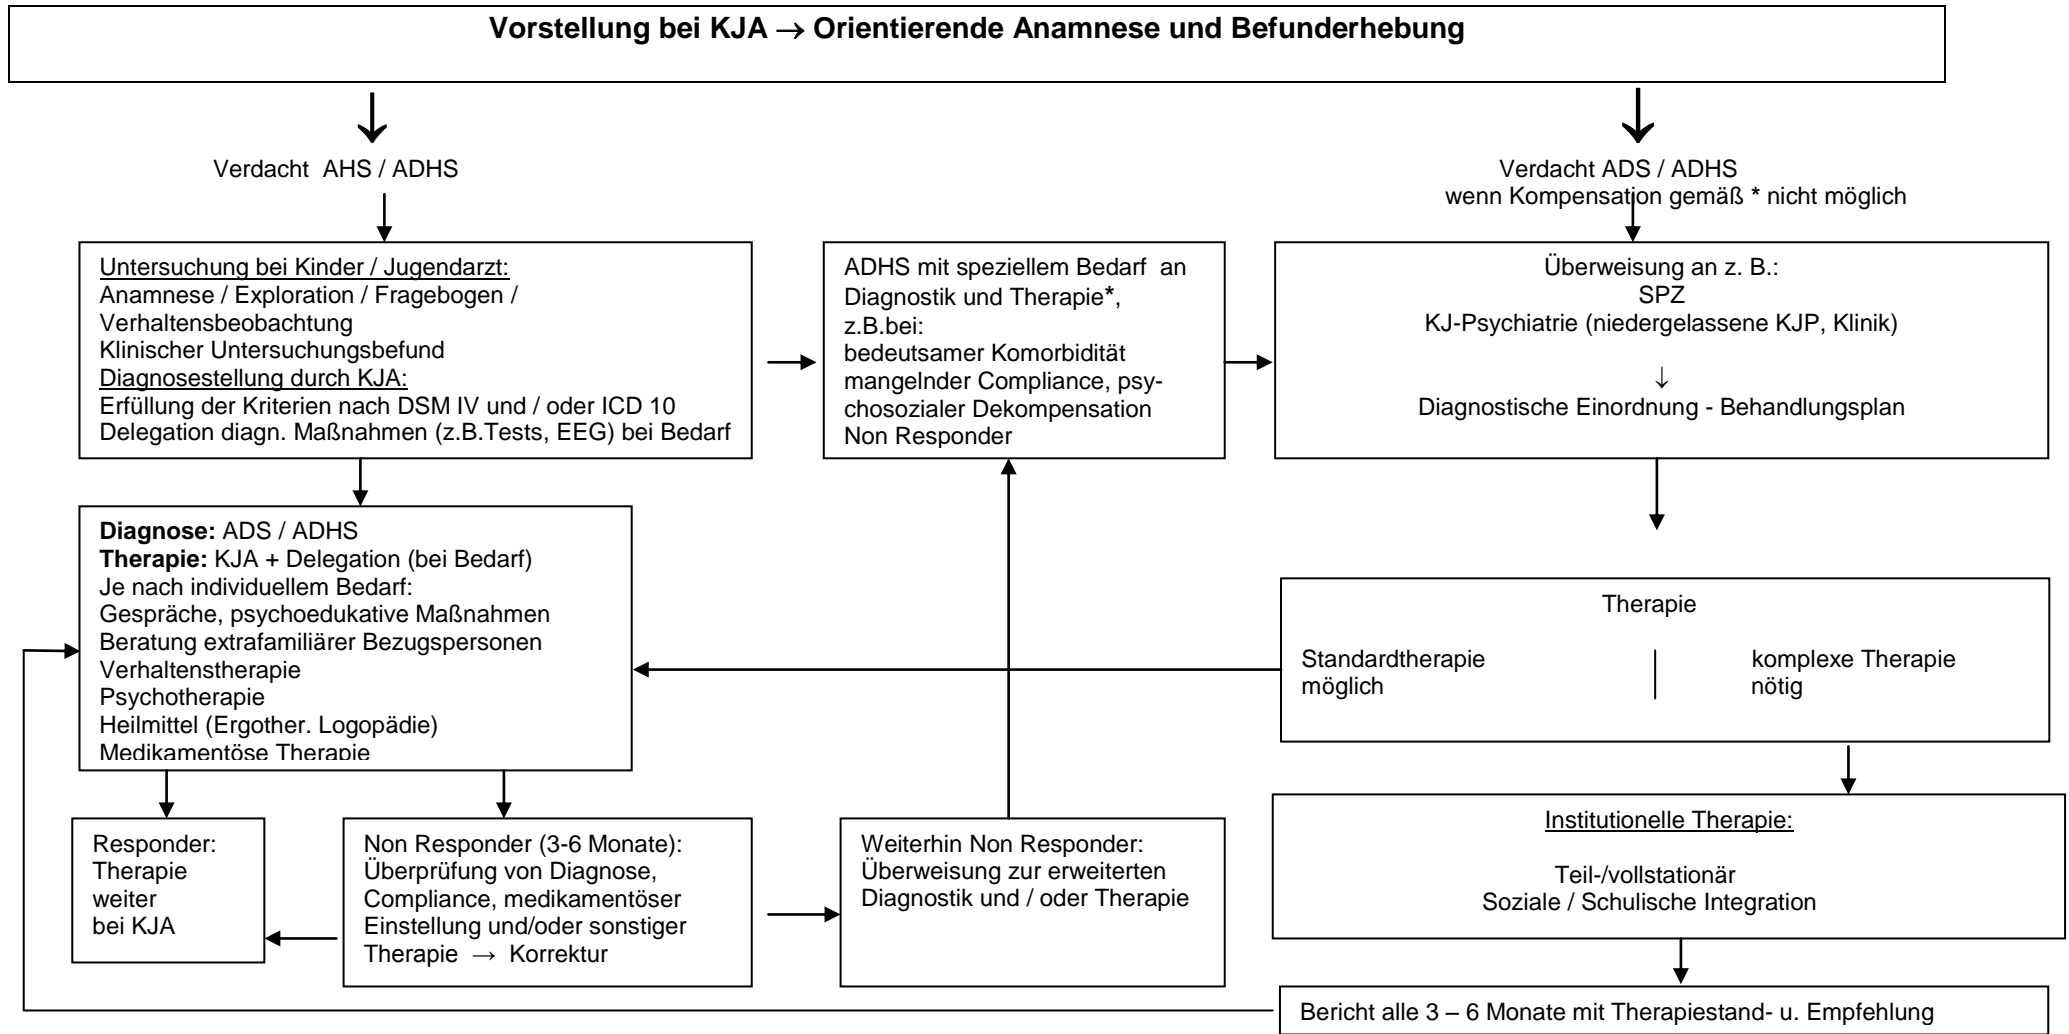 Vorstellung bei KJA → Orientierende Anamnese und Befunderhebung
Verdacht AHS / ADHS
Verdacht ADS / ADHS
wenn Kompensation gemäß * nicht möglich
Untersuchung bei Kinder / Jugendarzt:
Anamnese / Exploration / Fragebogen /
Verhaltensbeobachtung
Klinischer Untersuchungsbefund
Diagnosestellung durch KJA:
Erfüllung der Kriterien nach DSM IV und / oder ICD 10
Delegation diagn. Maßnahmen (z.B.Tests, EEG) bei Bedarf
ADHS mit speziellem Bedarf an
Diagnostik und Therapie*,
z.B.bei:
bedeutsamer Komorbidität
mangelnder Compliance, psy-
chosozialer Dekompensation
Non Responder
Überweisung an z. B.:
SPZ
KJ-Psychiatrie (niedergelassene KJP, Klinik)
↓
Diagnostische Einordnung - Behandlungsplan
Diagnose: ADS / ADHS
Therapie: KJA + Delegation (bei Bedarf)
Je nach individuellem Bedarf:
Gespräche, psychoedukative Maßnahmen
Beratung extrafamiliärer Bezugspersonen
Verhaltenstherapie
Psychotherapie
Heilmittel (Ergother. Logopädie)
Medikamentöse Therapie
Therapie
Standardtherapie
möglich
komplexe Therapie
nötig
Responder:
Therapie
weiter
bei KJA
Non Responder (3-6 Monate):
Überprüfung von Diagnose,
Compliance, medikamentöser
Einstellung und/oder sonstiger
Therapie → Korrektur
Weiterhin Non Responder:
Überweisung zur erweiterten
Diagnostik und / oder Therapie
Institutionelle Therapie:
Teil-/vollstationär
Soziale / Schulische Integration
Bericht alle 3 – 6 Monate mit Therapiestand- u. Empfehlung